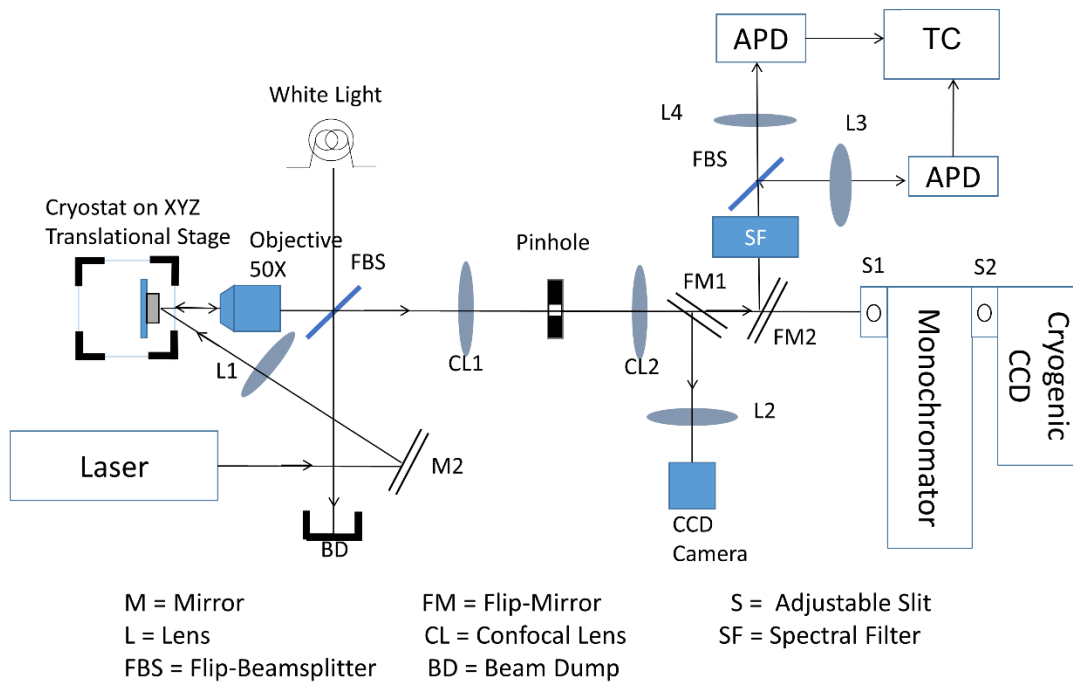 APD
TC
White Light
L4
L3
FBS
APD
Cryostat on XYZ
Translational Stage
Objective
50X
FBS
Pinhole
SF
FM1
S1
S2
L1
CL1
CL2
FM2
Monochromator
Cryogenic
CCD
L2
Laser
M2
BD
CCD
Camera
M = Mirror
FM = Flip-Mirror
S = Adjustable Slit
L = Lens
CL = Confocal Lens
SF = Spectral Filter
FBS = Flip-Beamsplitter
BD = Beam Dump